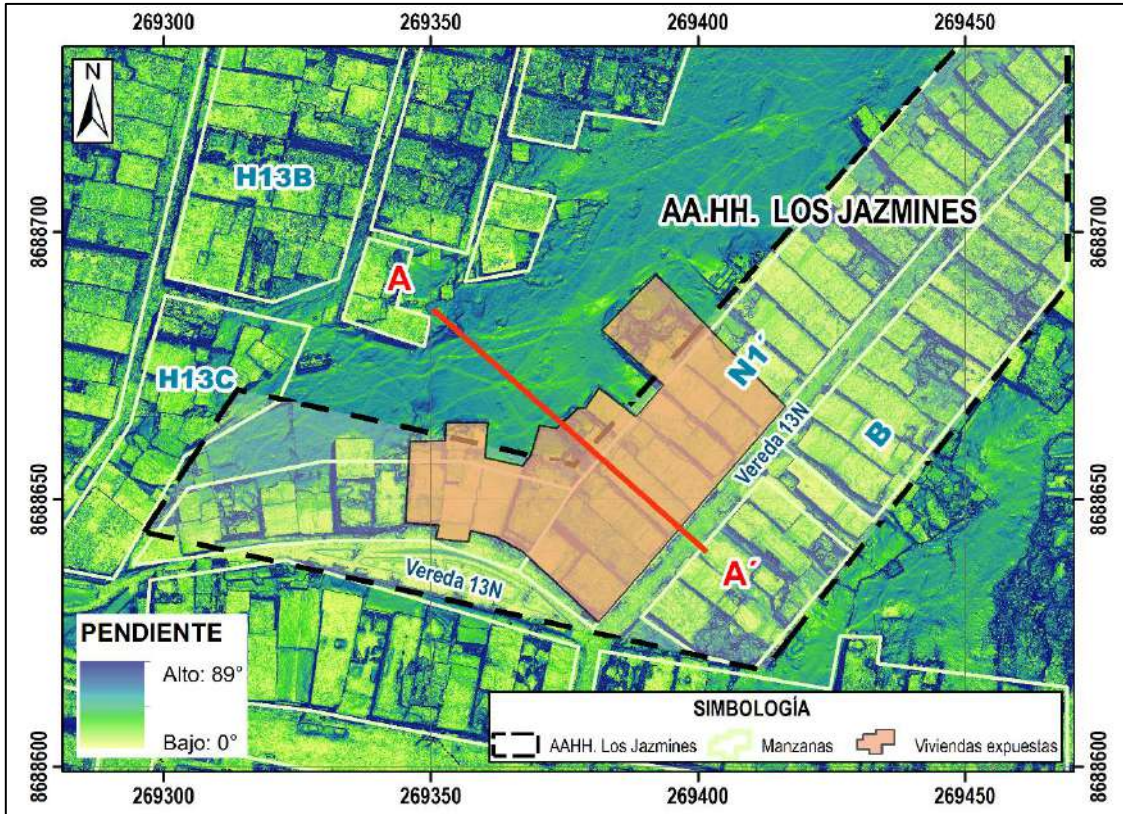 269300
269350
269400
269450
N
H13B
8688700
AA.HH. LOS JAZMINES
8688700
A
N1´
H13C
B
Vereda 13N
8688650
8688650
A´
Vereda 13N
PENDIENTE
Alto: 89°
Bajo: 0°
SIMBOLOGÍA
AAHH. Los Jazmines
Manzanas
Viviendas expuestas
8688600
8688600
269300
269350
269400
269450